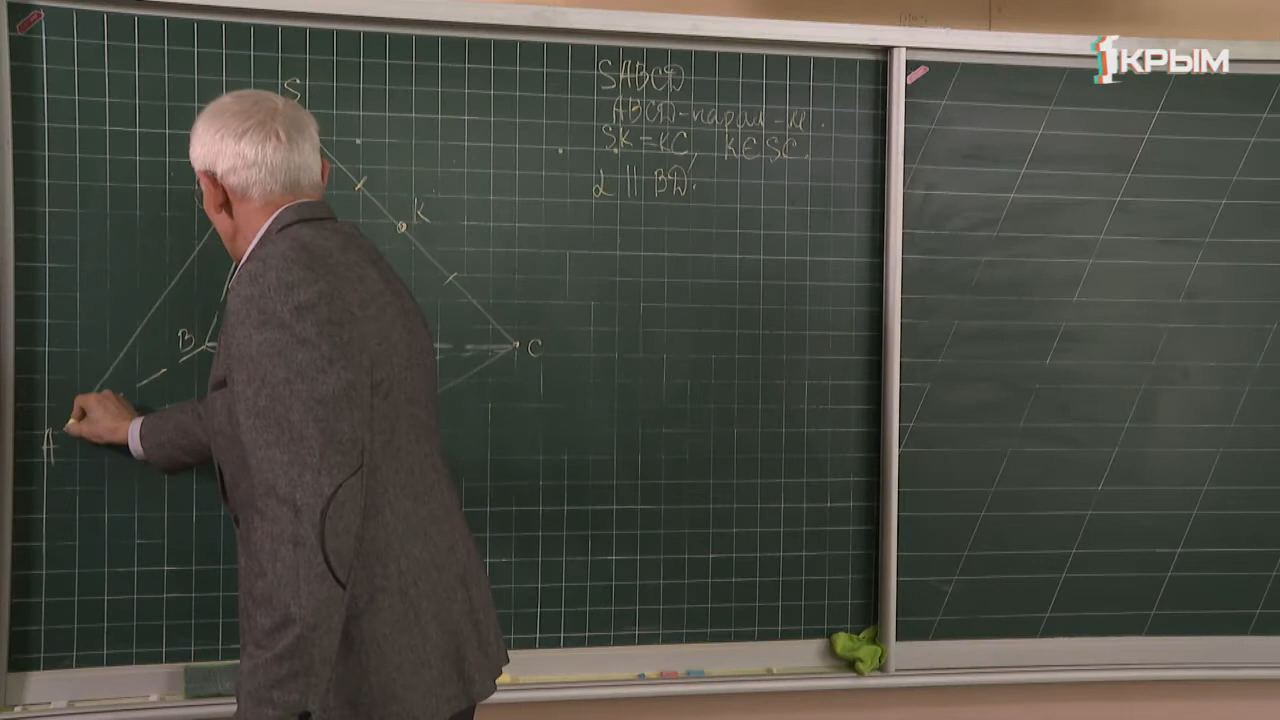 1КРЫМ
S
SABCD
ABCD-парал-м.
SK=KC, K∈SC.
α || BD.
K
B
C
A